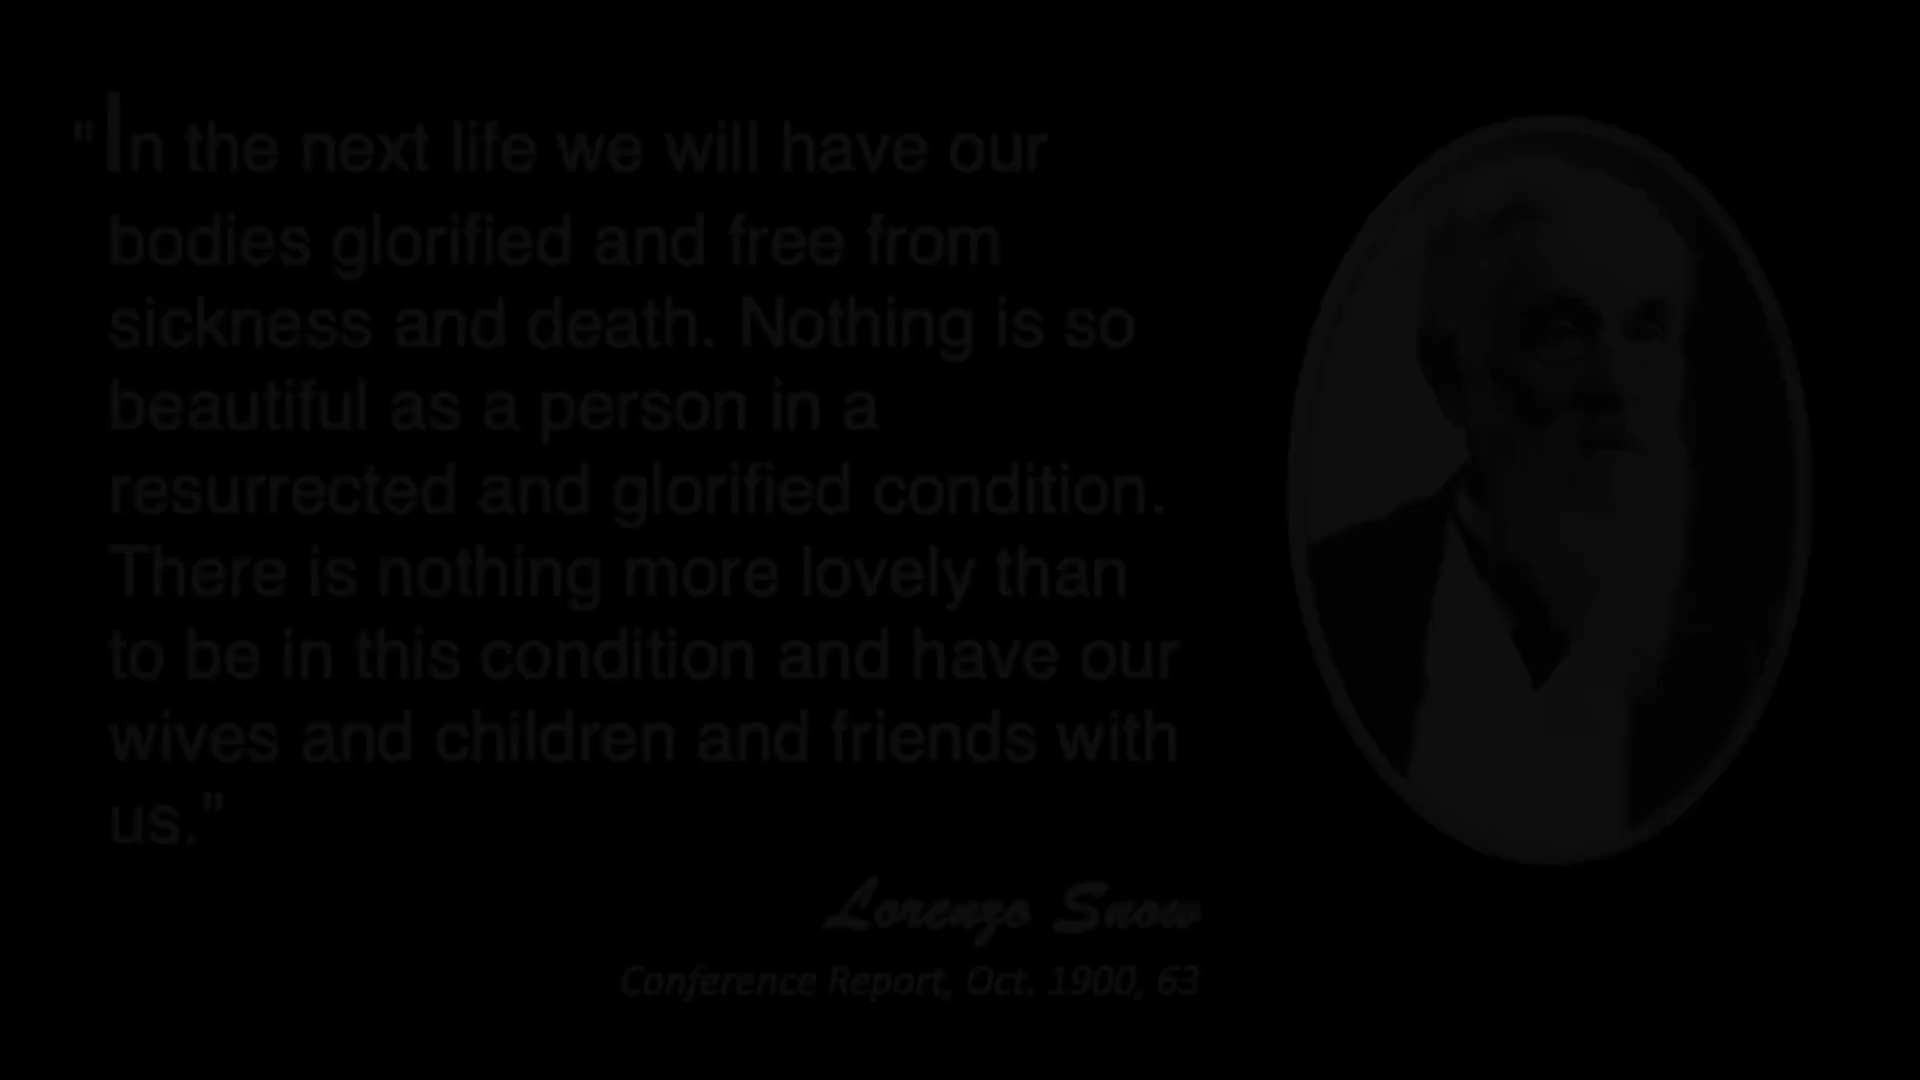 "In the next life we will have our
bodies glorified and free from
sickness and death. Nothing is so
beautiful as a person in a
resurrected and glorified condition.
There is nothing more lovely than
to be in this condition and have our
wives and children and friends with
us."
Lorenzo Snow
Conference Report, Oct. 1900, 63